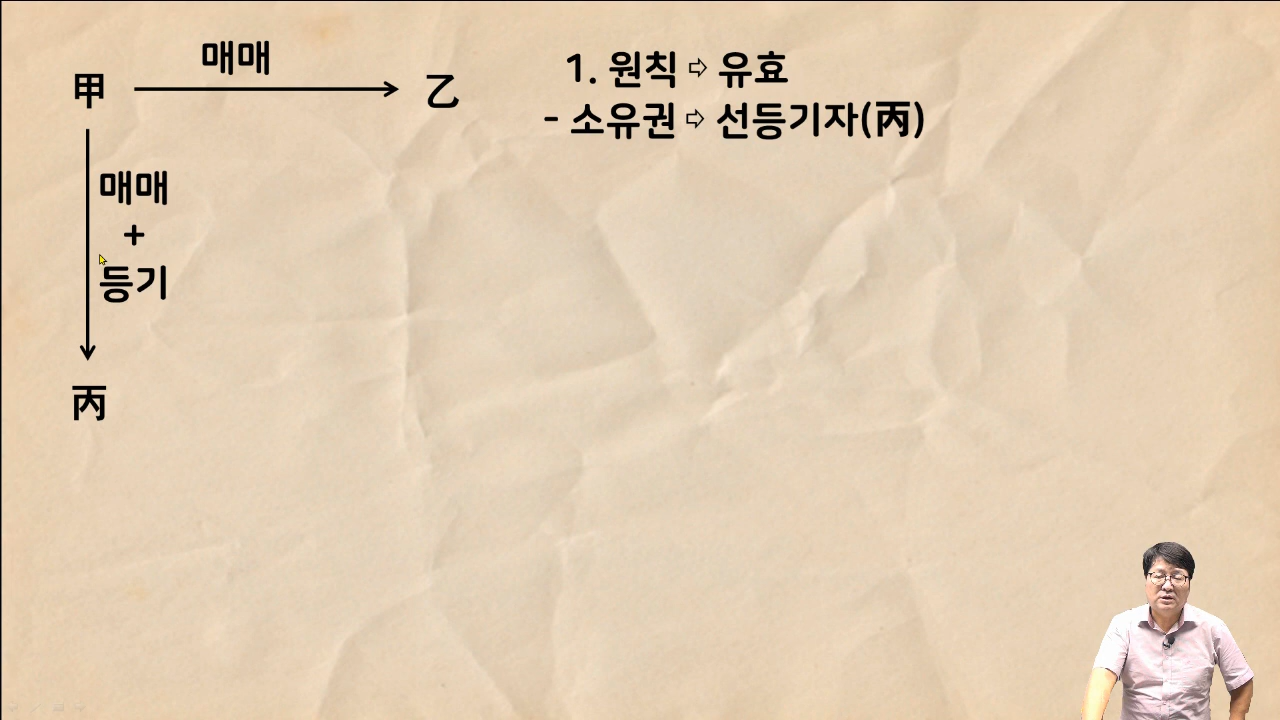 매매
甲 → 乙
1. 원칙 ⇨ 유효
- 소유권 ⇨ 선등기자(丙)
매매
+
등기
丙